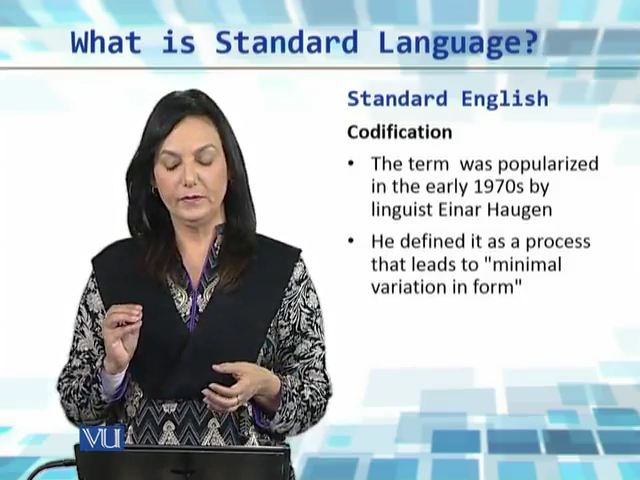 What is Standard Language?
Standard English
Codification
• The term was popularized
in the early 1970s by
linguist Einar Haugen
• He defined it as a process
that leads to "minimal
variation in form"
VU